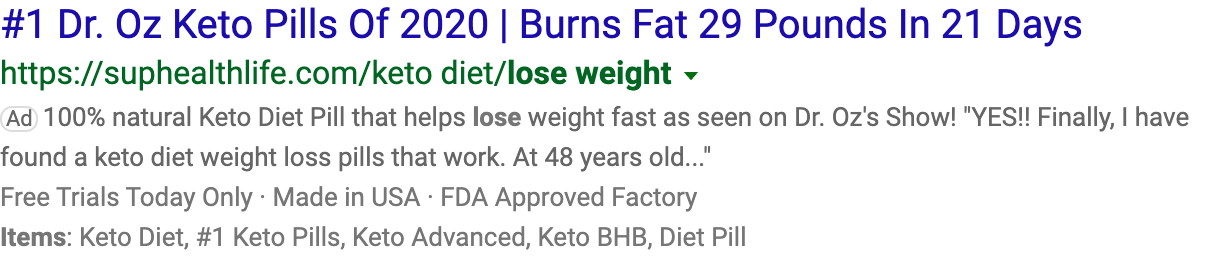 #1 Dr. Oz Keto Pills Of 2020 | Burns Fat 29 Pounds In 21 Days
https://suphealthlife.com/keto diet/lose weight
Ad 100% natural Keto Diet Pill that helps lose weight fast as seen on Dr. Oz's Show! "YES!! Finally, I have
found a keto diet weight loss pills that work. At 48 years old..."
Free Trials Today Only · Made in USA · FDA Approved Factory
Items: Keto Diet, #1 Keto Pills, Keto Advanced, Keto BHB, Diet Pill